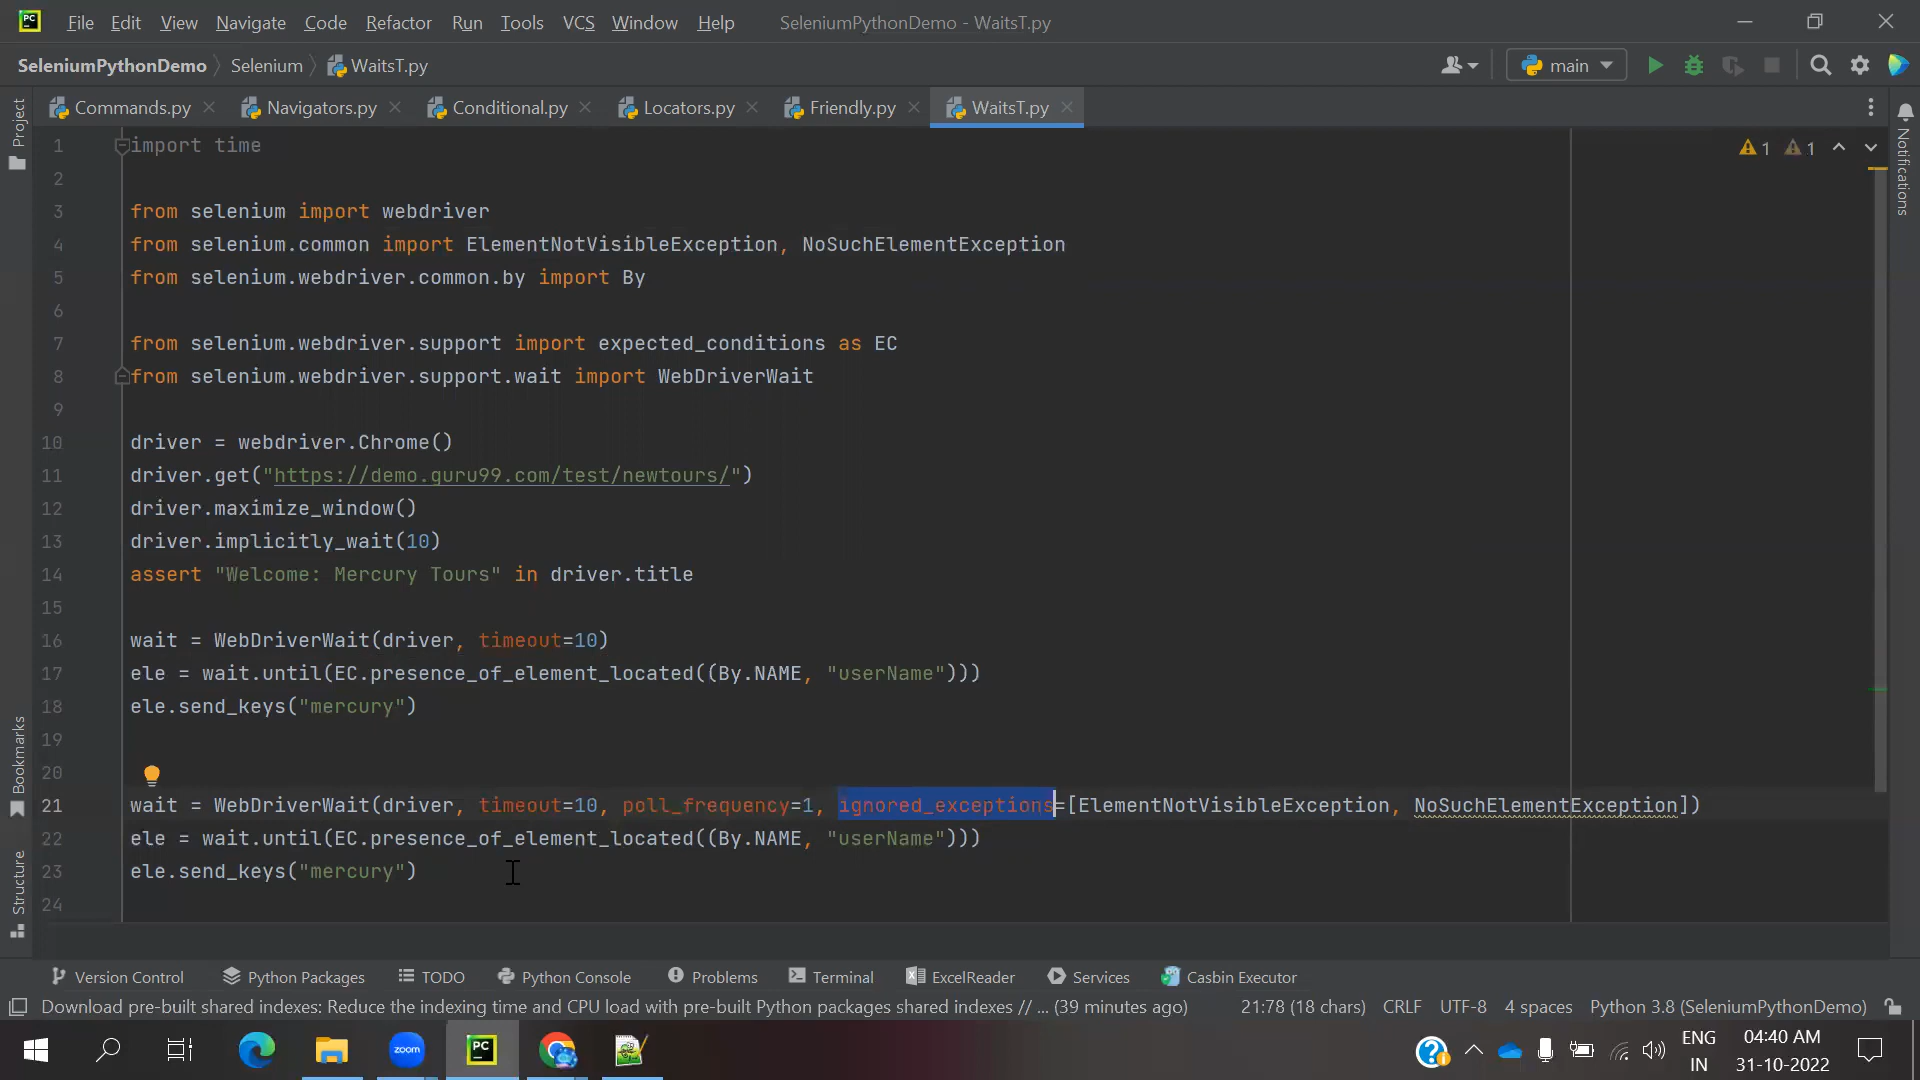 PC File Edit View Navigate Code Refactor Run Tools VCS Window Help SeleniumPythonDemo - WaitsT.py
SeleniumPythonDemo Selenium WaitsT.py main
Commands.py Navigators.py Conditional.py Locators.py Friendly.py WaitsT.py
Project
Notifications
Bookmarks
Structure
1 import time
1 1
2
3 from selenium import webdriver
4 from selenium.common import ElementNotVisibleException, NoSuchElementException
5 from selenium.webdriver.common.by import By
6
7 from selenium.webdriver.support import expected_conditions as EC
8 from selenium.webdriver.support.wait import WebDriverWait
9
10 driver = webdriver.Chrome()
11 driver.get("https://demo.guru99.com/test/newtours/")
12 driver.maximize_window()
13 driver.implicitly_wait(10)
14 assert "Welcome: Mercury Tours" in driver.title
15
16 wait = WebDriverWait(driver, timeout=10)
17 ele = wait.until(EC.presence_of_element_located((By.NAME, "userName")))
18 ele.send_keys("mercury")
19
20
21 wait = WebDriverWait(driver, timeout=10, poll_frequency=1, ignored_exceptions=[ElementNotVisibleException, NoSuchElementException])
22 ele = wait.until(EC.presence_of_element_located((By.NAME, "userName")))
23 ele.send_keys("mercury")
24
Version Control Python Packages TODO Python Console Problems Terminal ExcelReader Services Casbin Executor
Download pre-built shared indexes: Reduce the indexing time and CPU load with pre-built Python packages shared indexes // ... (39 minutes ago) 21:78 (18 chars) CRLF UTF-8 4 spaces Python 3.8 (SeleniumPythonDemo)
zoom PC ENG 04:40 AM
IN 31-10-2022